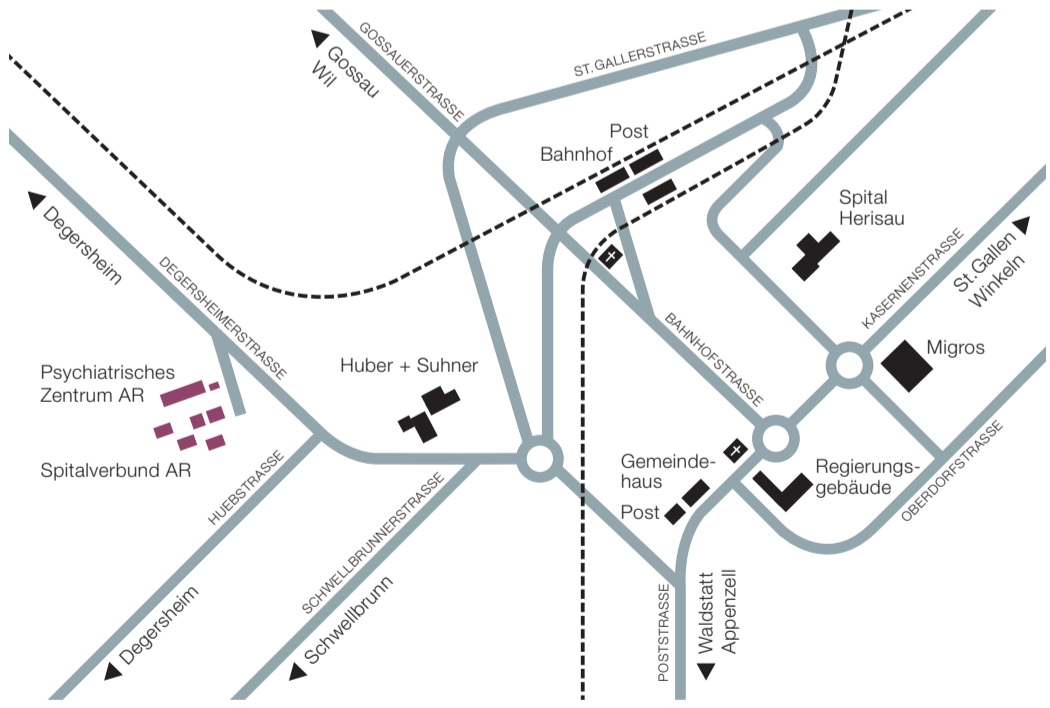 GOSSAUERSTRASSE
Gossau
Wil
ST. GALLERSTRASSE
Post
Bahnhof
Spital
Herisau
KASERNENSTRASSE
St. Gallen
Winkeln
Degersheim
DEGERSHEIMERSTRASSE
BAHNHOFSTRASSE
Migros
Psychiatrisches
Zentrum AR
Huber + Suhner
Spitalverbund AR
HUEBSTRASSE
SCHWELLBRUNNERSTRASSE
Gemeinde-
haus
Post
Regierungs-
gebäude
OBERDORFSTRASSE
Degersheim
Schwellbrunn
POSTSTRASSE
Waldstatt
Appenzell